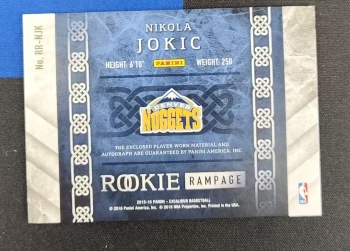 No. RR-NJK
NIKOLA
JOKIC
HEIGHT: 6'10" PANINI WEIGHT: 250
DENVER
NUGGETS
THE ENCLOSED PLAYER-WORN MATERIAL AND
AUTOGRAPH ARE GUARANTEED BY PANINI AMERICA, INC.
ROOKIE RAMPAGE
2015-16 PANINI – EXCALIBUR BASKETBALL
© 2016 Panini America, Inc. © 2016 NBA Properties, Inc. Printed in the USA.
NBA